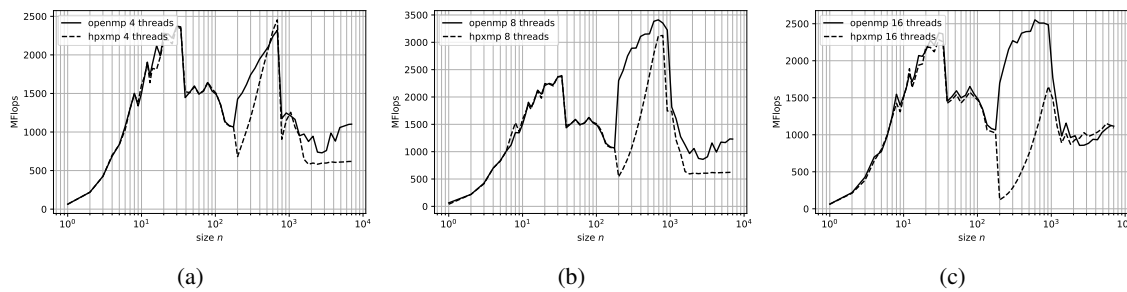 openmp 4 threads
hpxmp 4 threads
MFlops
2500
2000
1500
1000
500
0
10^0 10^1 10^2 10^3 10^4
size n
(a)
openmp 8 threads
hpxmp 8 threads
MFlops
3500
3000
2500
2000
1500
1000
500
0
10^0 10^1 10^2 10^3 10^4
size n
(b)
openmp 16 threads
hpxmp 16 threads
MFlops
2500
2000
1500
1000
500
0
10^0 10^1 10^2 10^3 10
size n
(c)